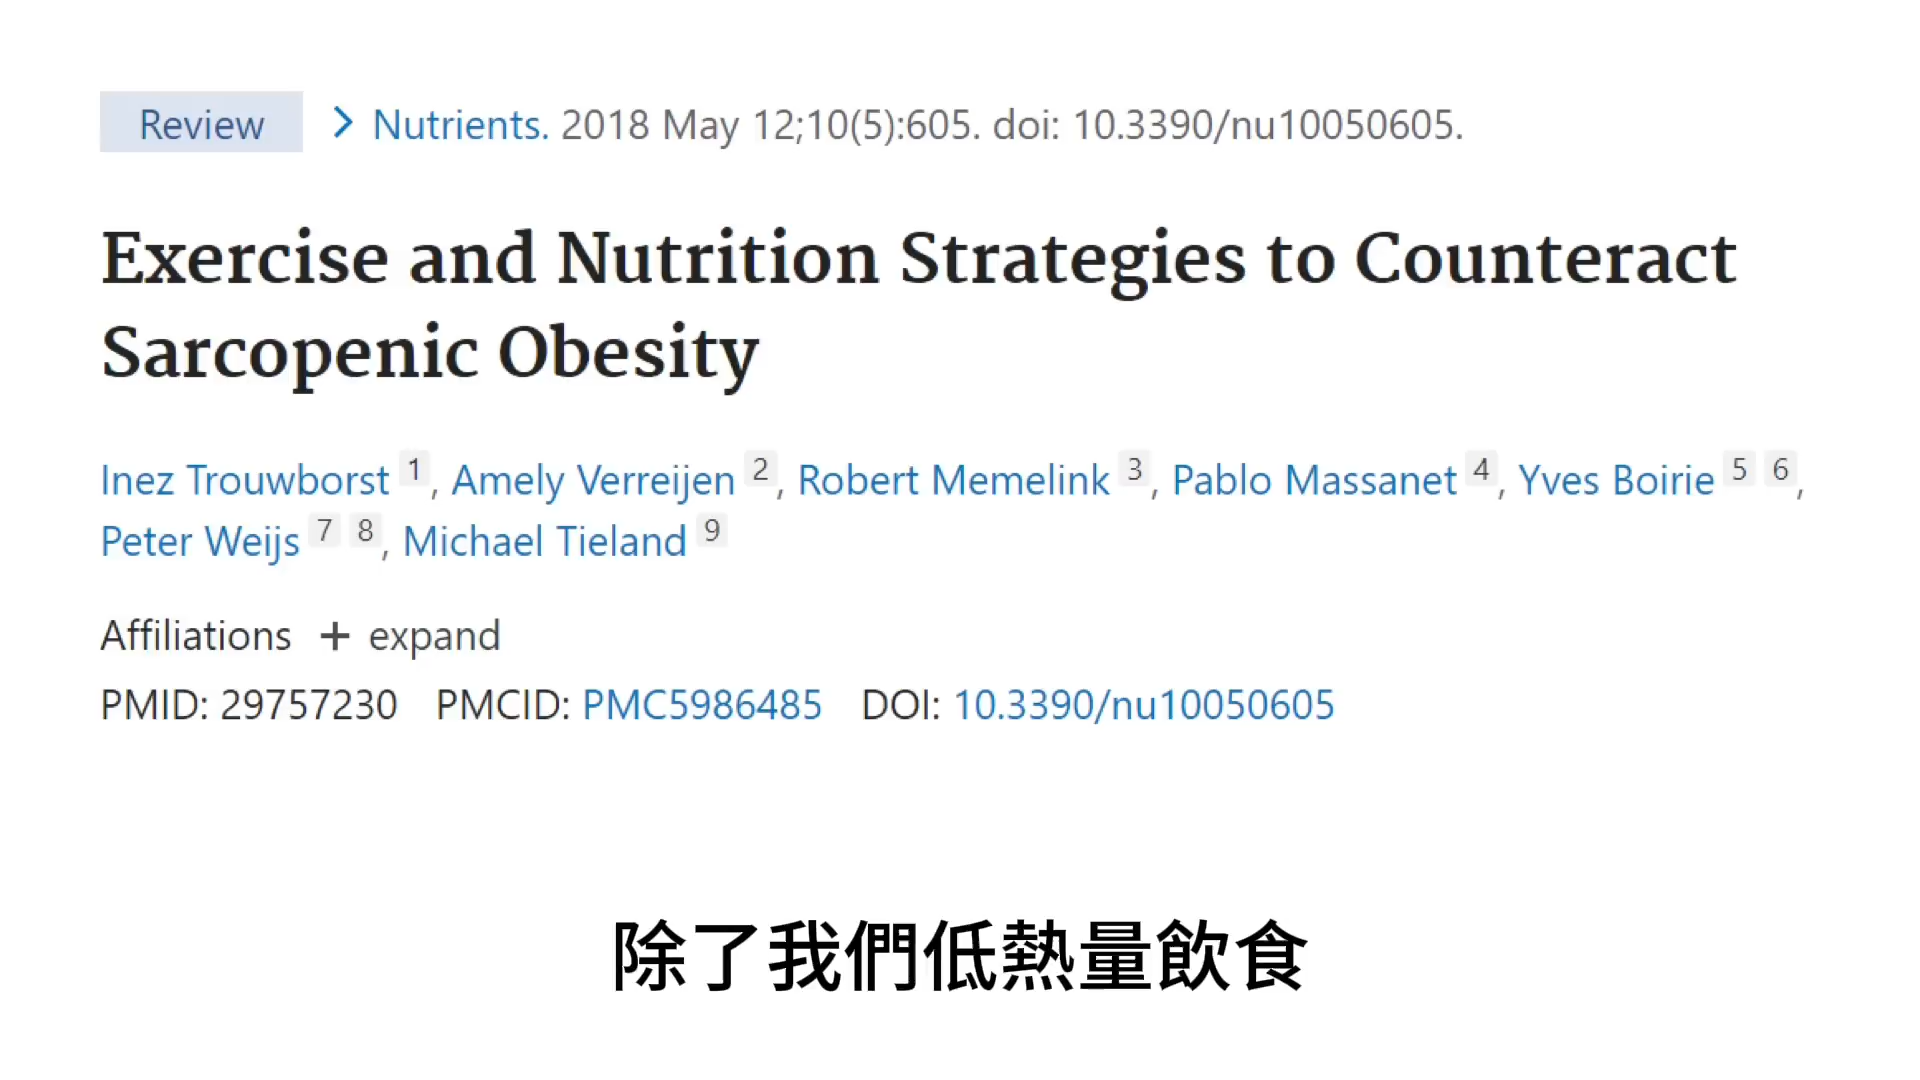 Review > Nutrients. 2018 May 12;10(5):605. doi: 10.3390/nu10050605.
Exercise and Nutrition Strategies to Counteract
Sarcopenic Obesity
Inez Trouwborst 1, Amely Verreijen 2, Robert Memelink 3, Pablo Massanet 4, Yves Boirie 5 6,
Peter Weijs 7 8, Michael Tieland 9
Affiliations + expand
PMID: 29757230 PMCID: PMC5986485 DOI: 10.3390/nu10050605
除了我們低熱量飲食